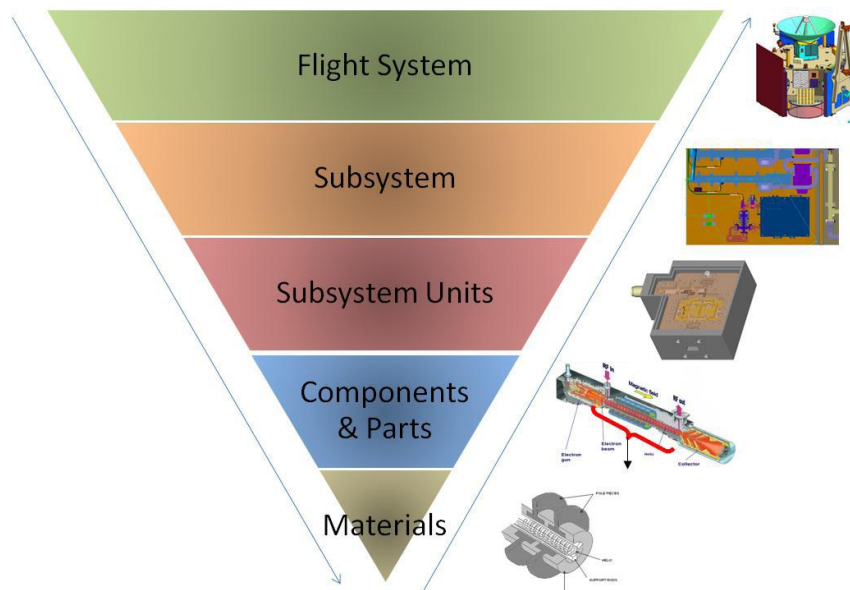 Flight System
Subsystem
Subsystem Units
Components
& Parts
Materials
RF in
Magnetic field
RF out
Electron
gun
Electron
beam
Helix
Collector
POLE PIECES
HELIX
SUPPORT RODS